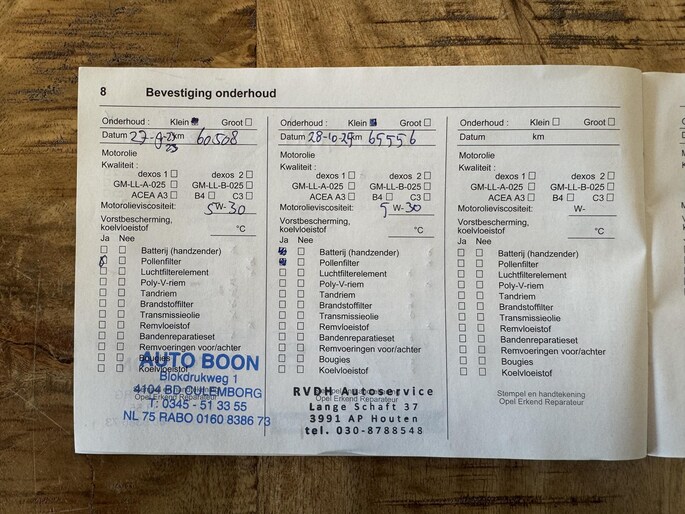 8 Bevestiging onderhoud
Onderhoud : Klein Groot
Datum 27-9-23 km 60508
Motorolie
Kwaliteit :
dexos 1 dexos 2
GM-LL-A-025 GM-LL-B-025
ACEA A3 B4 C3
Motorolieviscositeit: 5W-30
Vorstbescherming,
koelvloeistof °C
Ja Nee
Batterij (handzender)
Pollenfilter
Luchtfilterelement
Poly-V-riem
Tandriem
Brandstoffilter
Transmissieolie
Remvloeistof
Bandenreparatieset
Remvoeringen voor/achter
Bougies
Koelvloeistof
AUTO BOON
Blokdrukweg 1
4104 BD CULEMBORG
Opel Erkend Reparateur
T: 0345 - 51 33 55
NL 75 RABO 0160 8386 73
Onderhoud : Klein Groot
Datum 28-10-24 km 65556
Motorolie
Kwaliteit :
dexos 1 dexos 2
GM-LL-A-025 GM-LL-B-025
ACEA A3 B4 C3
Motorolieviscositeit: 5 W-30
Vorstbescherming,
koelvloeistof °C
Ja Nee
Batterij (handzender)
Pollenfilter
Luchtfilterelement
Poly-V-riem
Tandriem
Brandstoffilter
Transmissieolie
Remvloeistof
Bandenreparatieset
Remvoeringen voor/achter
Bougies
Koelvloeistof
RVDH Autoservice
Opel Erkend Reparateur
Lange Schaft 37
3991 AP Houten
tel. 030-8788548
Onderhoud : Klein Groot
Datum km
Motorolie
Kwaliteit :
dexos 1 dexos 2
GM-LL-A-025 GM-LL-B-025
ACEA A3 B4 C3
Motorolieviscositeit: W-
Vorstbescherming,
koelvloeistof °C
Ja Nee
Batterij (handzender)
Pollenfilter
Luchtfilterelement
Poly-V-riem
Tandriem
Brandstoffilter
Transmissieolie
Remvloeistof
Bandenreparatieset
Remvoeringen voor/achter
Bougies
Koelvloeistof
Stempel en handtekening
Opel Erkend Reparateur